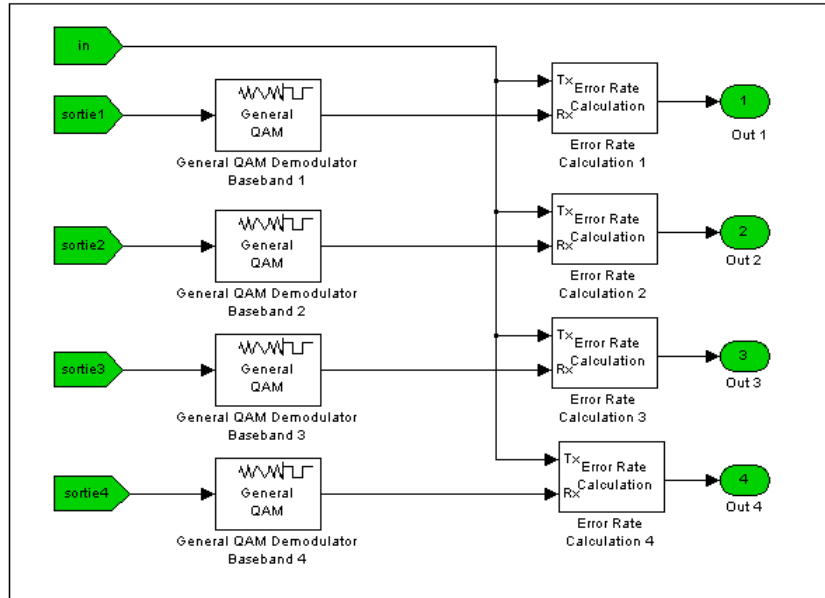 in
sortie1
General
QAM
General QAM Demodulator
Baseband 1
Tx
Rx
Error Rate
Calculation
Error Rate
Calculation 1
1
Out 1
sortie2
General
QAM
General QAM Demodulator
Baseband 2
Tx
Rx
Error Rate
Calculation
Error Rate
Calculation 2
2
Out 2
sortie3
General
QAM
General QAM Demodulator
Baseband 3
Tx
Rx
Error Rate
Calculation
Error Rate
Calculation 3
3
Out 3
sortie4
General
QAM
General QAM Demodulator
Baseband 4
Tx
Rx
Error Rate
Calculation
Error Rate
Calculation 4
4
Out 4